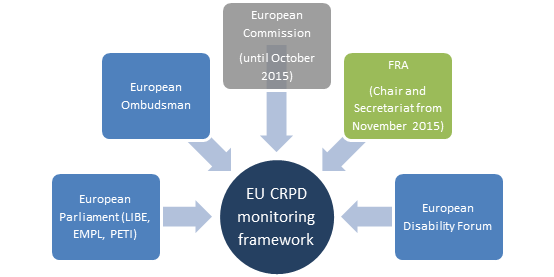 European
Commission
(until October
2015)
European
Ombudsman
FRA
(Chair and
Secretariat from
November 2015)
European
Parliament (LIBE,
EMPL, PETI)
EU CRPD
monitoring
framework
European
Disability Forum